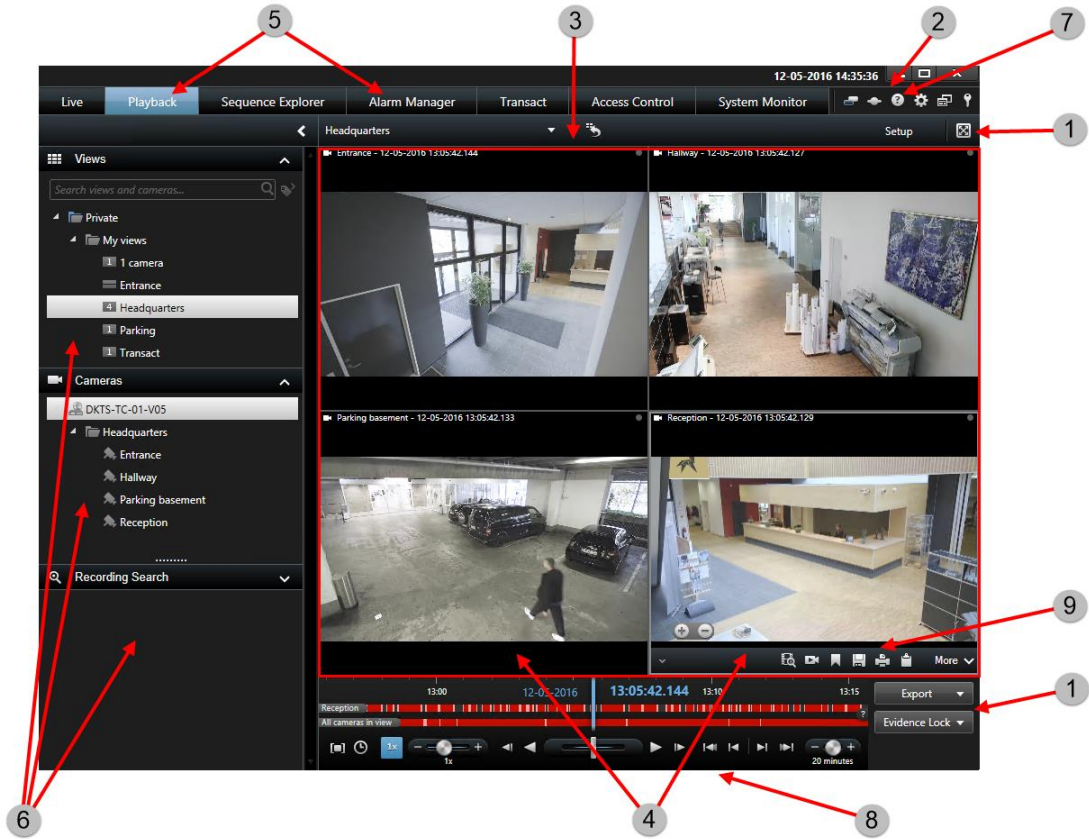 5
3
2
7
12-05-2016 14:35:36
Live
Playback
Sequence Explorer
Alarm Manager
Transact
Access Control
System Monitor
Headquarters
Setup
1
Views
Search views and cameras...
Private
My views
1 1 camera
Entrance
4 Headquarters
1 Parking
1 Transact
Cameras
DKTS-TC-01-V05
Headquarters
Entrance
Hallway
Parking basement
Reception
Recording Search
Entrance - 12-05-2016 13:05:42.144
Hallway - 12-05-2016 13:05:42.127
Parking basement - 12-05-2016 13:05:42.133
Reception - 12-05-2016 13:05:42.129
9
More
13:00
12-05-2016
13:05:42.144
13:10
13:15
Reception
All cameras in view
?
Export
Evidence Lock
1
1x
1x
20 minutes
6
4
8